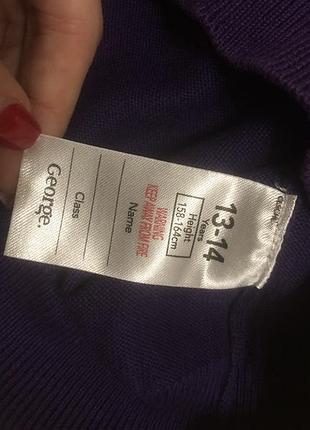 13-14
Years
Height
158-164cm
WARNING
KEEP AWAY FROM FIRE
Name
Class
George.